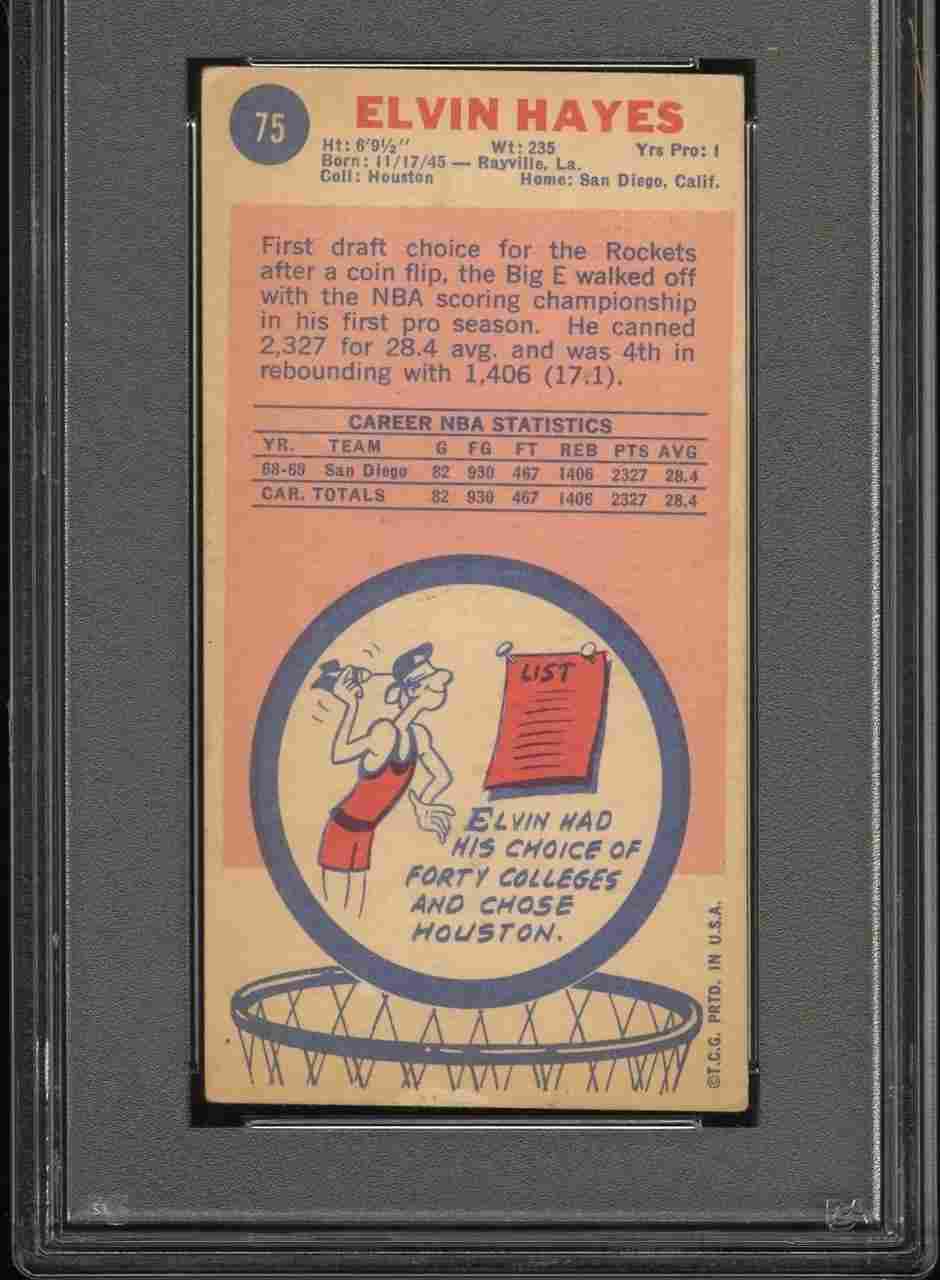 75
ELVIN HAYES
Ht: 6'9½" Wt: 235 Yrs Pro: 1
Born: 11/17/45 — Rayville, La.
Coll: Houston Home: San Diego, Calif.
First draft choice for the Rockets
after a coin flip, the Big E walked off
with the NBA scoring championship
in his first pro season. He canned
2,327 for 28.4 avg. and was 4th in
rebounding with 1,406 (17.1).
CAREER NBA STATISTICS
YR. TEAM G FG FT REB PTS AVG
68-69 San Diego 82 930 467 1406 2327 28.4
CAR. TOTALS 82 930 467 1406 2327 28.4
LIST
ELVIN HAD
HIS CHOICE OF
FORTY COLLEGES
AND CHOSE
HOUSTON.
©T.C.G. PRTD. IN U.S.A.